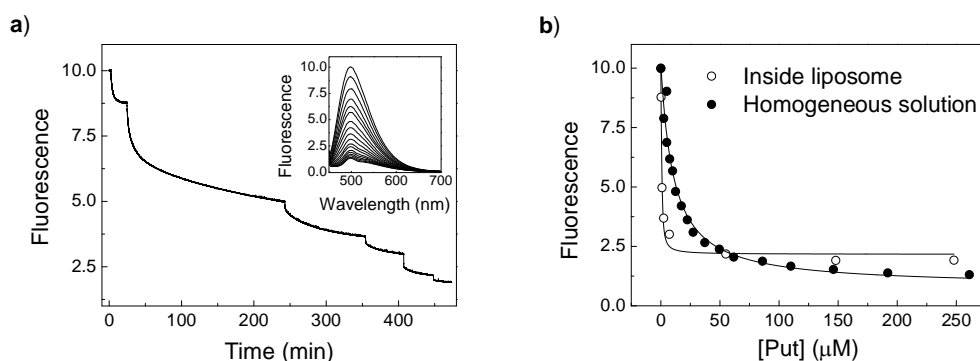 a)
10.0
7.5
5.0
2.5
Fluorescence
0
100
200
300
400
Time (min)
10.0
7.5
5.0
2.5
0.0
Fluorescence
500
600
700
Wavelength (nm)
b)
10.0
7.5
5.0
2.5
0.0
Fluorescence
Inside liposome
Homogeneous solution
0
50
100
150
200
250
[Put] (μM)